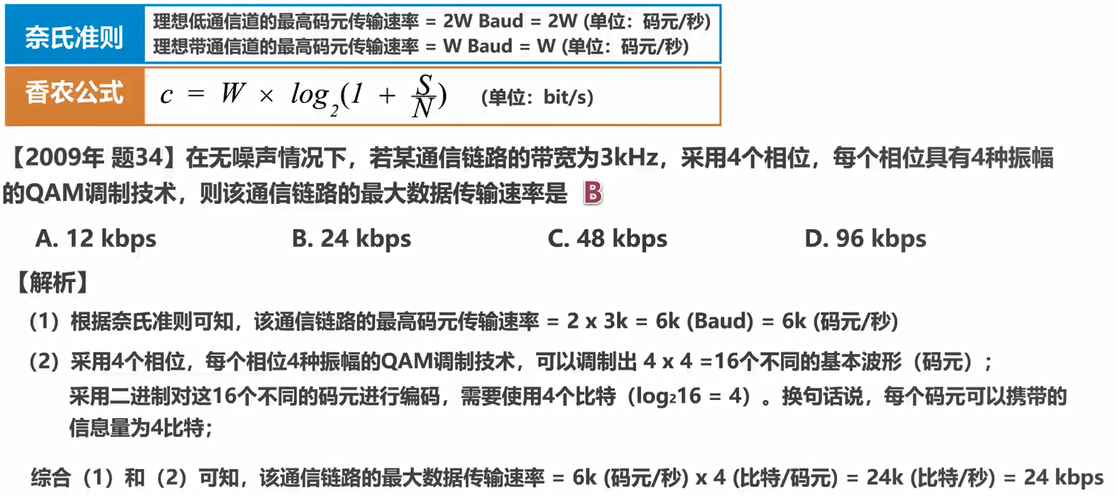 奈氏准则
理想低通信道的最高码元传输速率 = 2W Baud = 2W (单位：码元/秒)
理想带通信道的最高码元传输速率 = W Baud = W (单位：码元/秒)
香农公式
c = W × log₂(1 + S/N) （单位：bit/s）
【2009年 题34】在无噪声情况下，若某通信链路的带宽为3kHz，采用4个相位，每个相位具有4种振幅
的QAM调制技术，则该通信链路的最大数据传输速率是 B
A. 12 kbps B. 24 kbps C. 48 kbps D. 96 kbps
【解析】
（1）根据奈氏准则可知，该通信链路的最高码元传输速率 = 2 x 3k = 6k (Baud) = 6k (码元/秒)
（2）采用4个相位，每个相位4种振幅的QAM调制技术，可以调制出 4 x 4 =16个不同的基本波形（码元）；
采用二进制对这16个不同的码元进行编码，需要使用4个比特（log₂16 = 4）。换句话说，每个码元可以携带的
信息量为4比特；
综合（1）和（2）可知，该通信链路的最大数据传输速率 = 6k (码元/秒) x 4 (比特/码元) = 24k (比特/秒) = 24 kbps